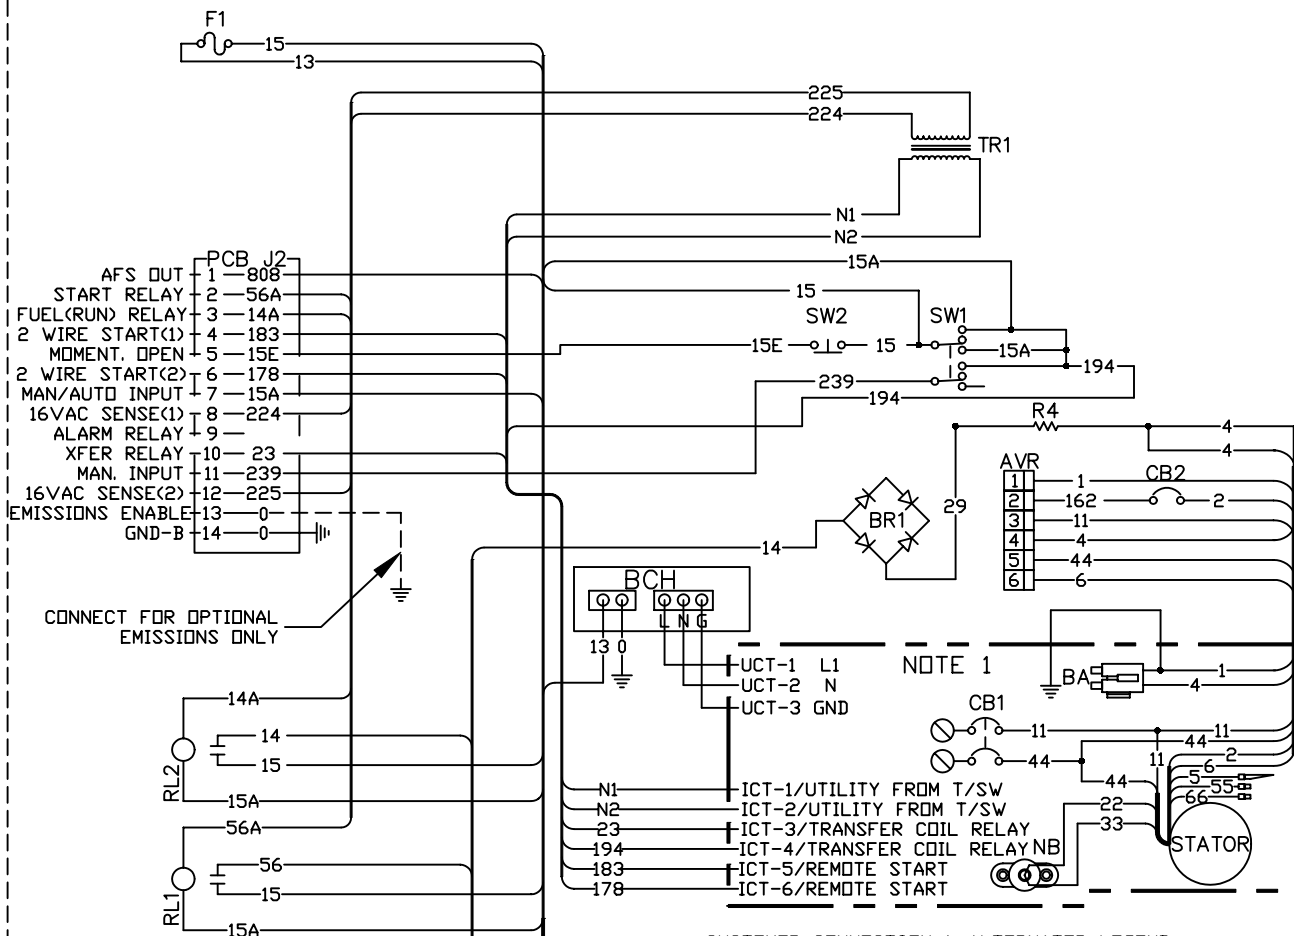 F1
15
13
225
224
TR1
N1
N2
15A
15
SW2
SW1
15E
15
15A
194
239
194
PCB J2
AFS OUT 1 808
START RELAY 2 56A
FUEL(RUN) RELAY 3 14A
2 WIRE START(1) 4 183
MOMENT. OPEN 5 15E
2 WIRE START(2) 6 178
MAN/AUTO INPUT 7 15A
16VAC SENSE(1) 8 224
ALARM RELAY 9
XFER RELAY 10 23
MAN. INPUT 11 239
16VAC SENSE(2) 12 225
EMISSIONS ENABLE 13 0
GND-B 14 0
CONNECT FOR OPTIONAL
EMISSIONS ONLY
R4
4
4
AVR
CB2
1 1
2 162 2
3 11
4 4
5 44
6 6
BR1
29
14
BCH
L N G
13 0
UCT-1 L1
UCT-2 N
UCT-3 GND
NOTE 1
BA
1
4
CB1
11
11
44
44
11
2
6
44
5
55
66
22
33
STATOR
NB
14A
14
15
RL2
15A
56A
56
15
RL1
15A
N1 ICT-1/UTILITY FROM T/SW
N2 ICT-2/UTILITY FROM T/SW
23 ICT-3/TRANSFER COIL RELAY
194 ICT-4/TRANSFER COIL RELAY
183 ICT-5/REMOTE START
178 ICT-6/REMOTE START